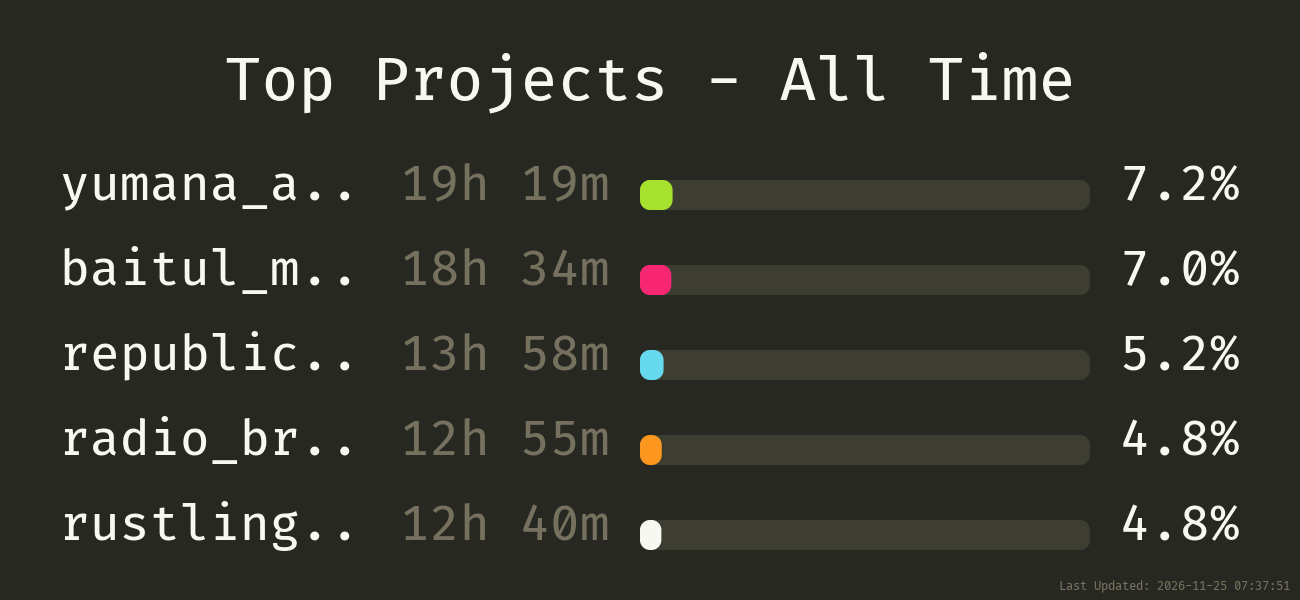 Top Projects - All Time
yumana_a.. 19h 19m 7.2%
baitul_m.. 18h 34m 7.0%
republic.. 13h 58m 5.2%
radio_br.. 12h 55m 4.8%
rustling.. 12h 40m 4.8%
Last Updated: 2026-11-25 07:37:51